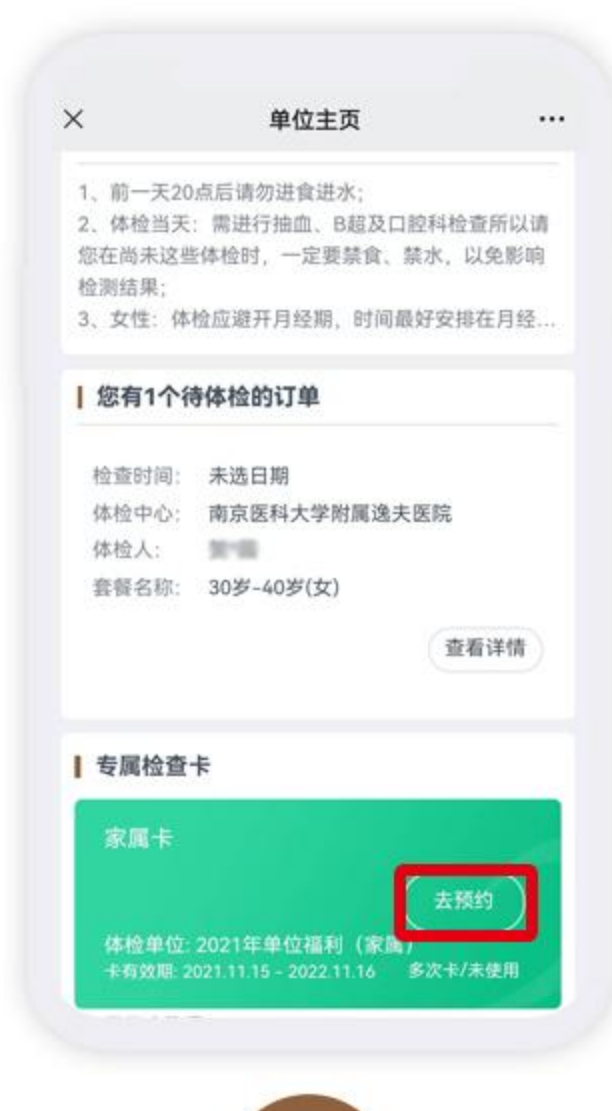 单位主页
1、前一天20点后请勿进食进水;
2、体检当天: 需进行抽血、B超及口腔科检查所以请
您在尚未这些体检时, 一定要禁食、禁水, 以免影响
检测结果;
3、女性: 体检应避开月经期, 时间最好安排在月经...
您有1个待体检的订单
检查时间: 未选日期
体检中心: 南京医科大学附属逸夫医院
体检人:
套餐名称: 30岁-40岁(女)
查看详情
专属检查卡
家属卡
去预约
体检单位: 2021年单位福利（家属）
卡有效期: 2021.11.15 - 2022.11.16 多次卡/未使用